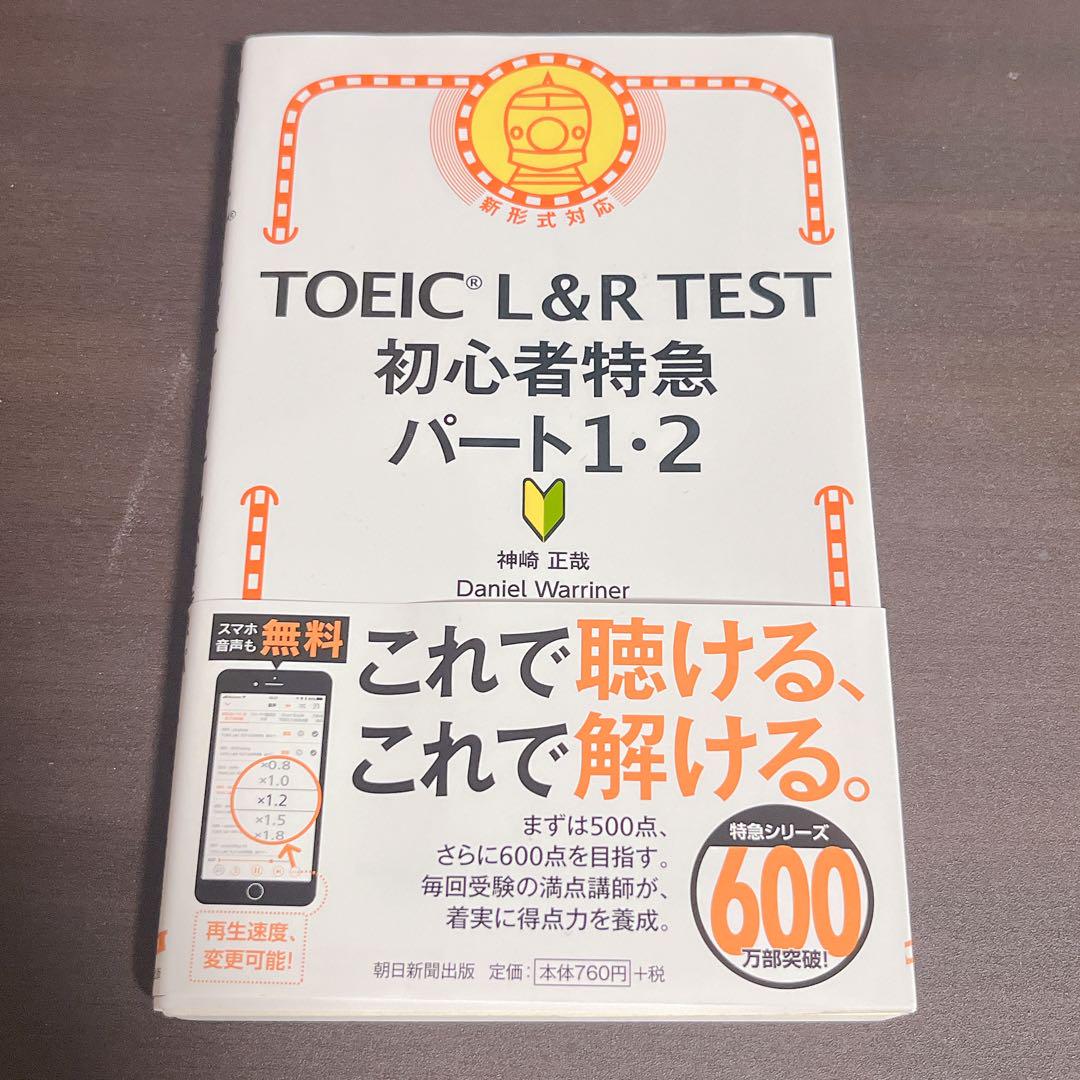 新形式対応
TOEIC® L&R TEST
初心者特急
パート1・2
神崎 正哉
Daniel Warriner
スマホ
音声も
無料
これで聴ける、
これで解ける。
×0.8
×1.0
×1.2
×1.5
×1.8
まずは500点、
さらに600点を目指す。
毎回受験の満点講師が、
着実に得点力を養成。
特急シリーズ
600
万部突破!
再生速度、
変更可能!
朝日新聞出版 定価：本体760円+税